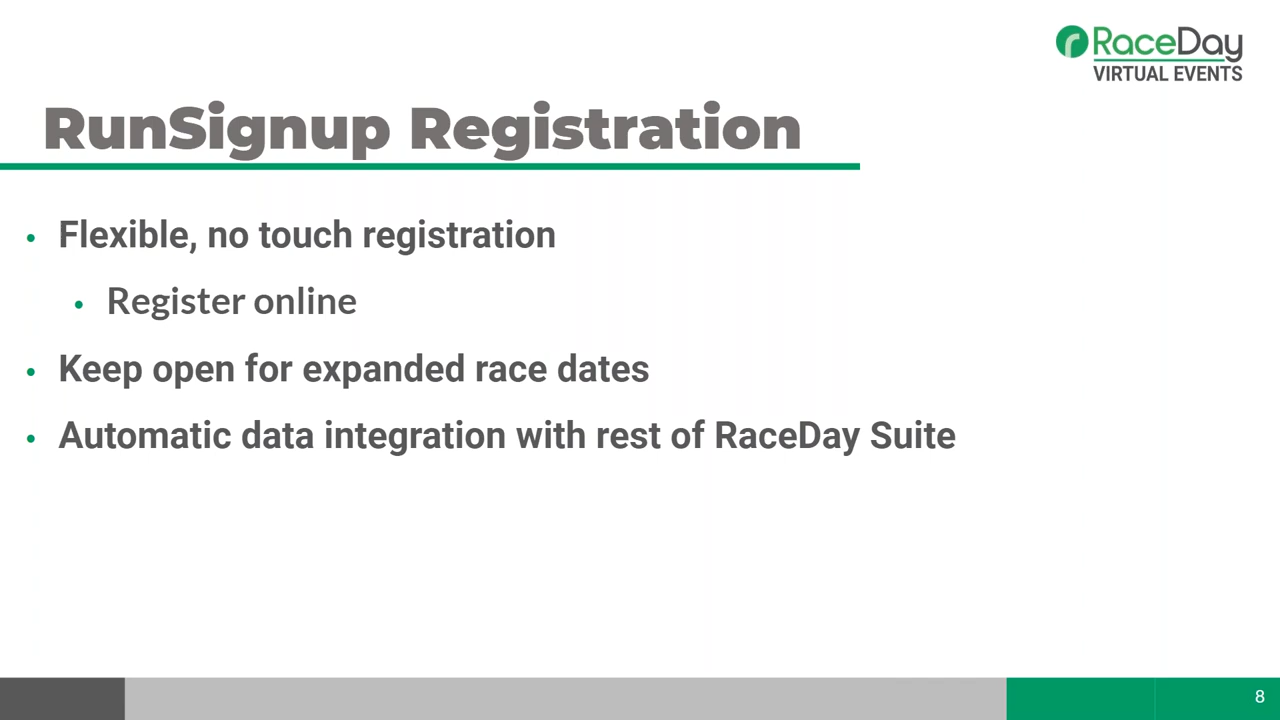 RaceDay
VIRTUAL EVENTS
RunSignup Registration
• Flexible, no touch registration
• Register online
• Keep open for expanded race dates
• Automatic data integration with rest of RaceDay Suite
8